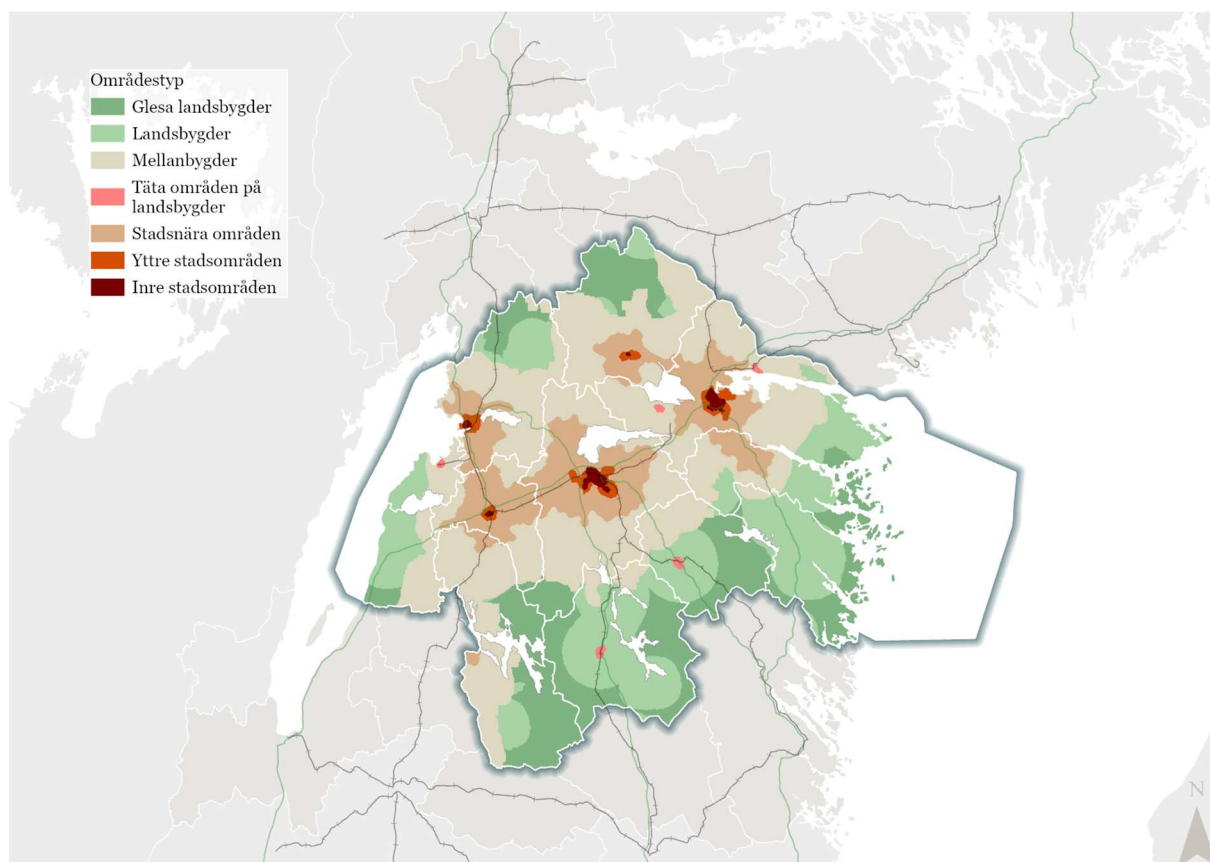 Områdestyp
Glesa landsbygder
Landsbygder
Mellanbygder
Täta områden på
landsbygder
Stadsnära områden
Yttre stadsområden
Inre stadsområden
N